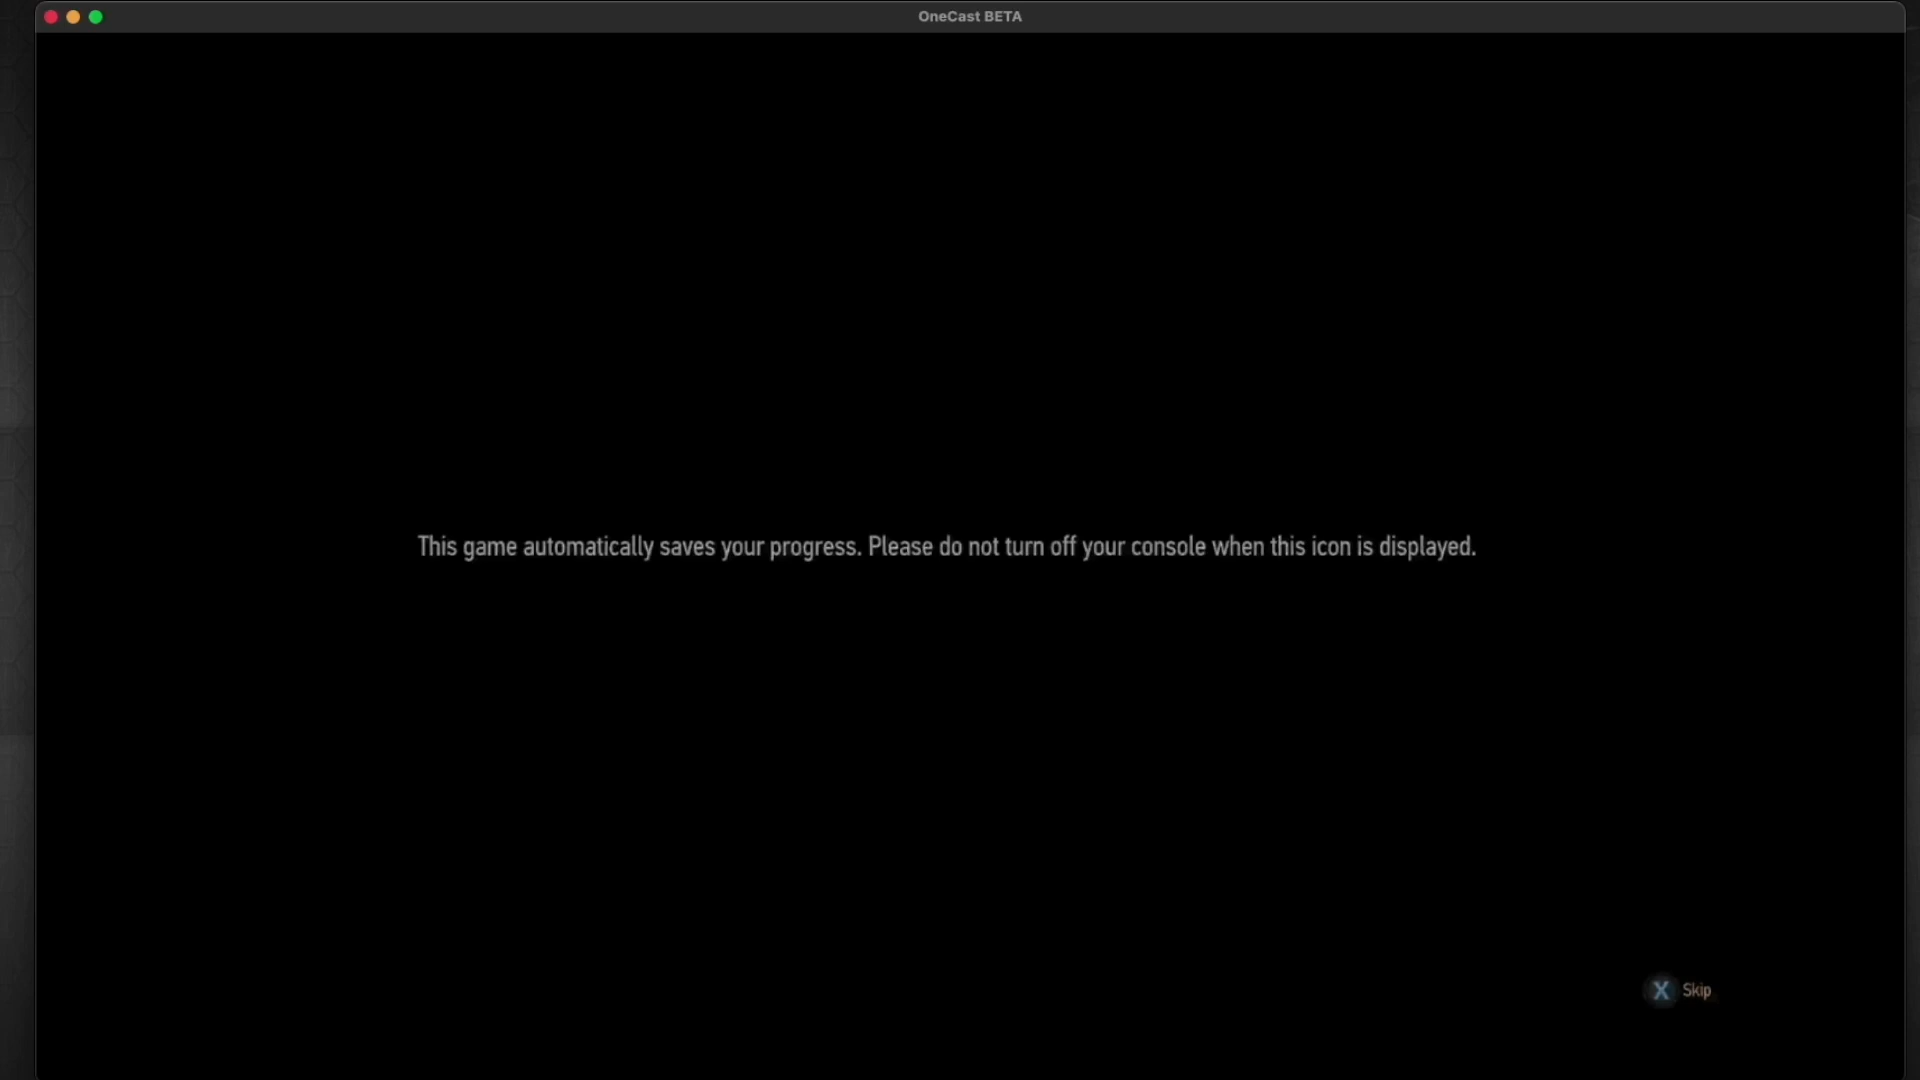 OneCast BETA
This game automatically saves your progress. Please do not turn off your console when this icon is displayed.
X Skip